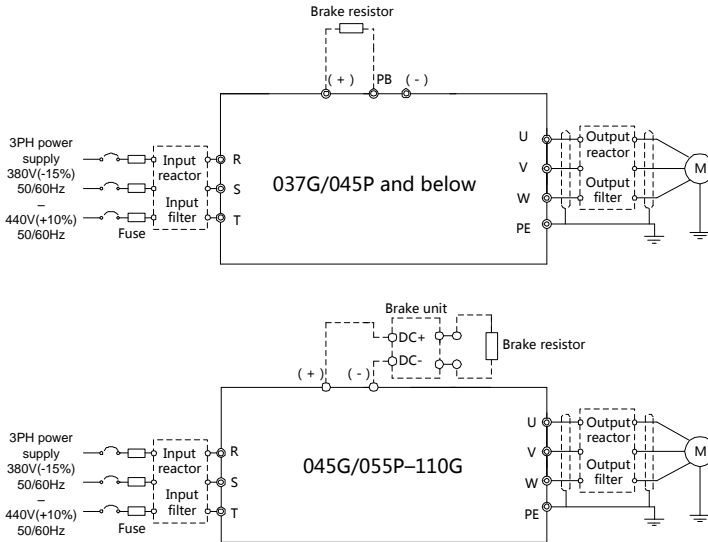 Brake resistor
(+) PB (-)
3PH power
supply
380V(-15%)
50/60Hz
–
440V(+10%)
50/60Hz
Fuse
Input
reactor
Input
filter
R
S
T
037G/045P and below
U
V
W
PE
Output
reactor
Output
filter
M
Brake unit
DC+
DC-
Brake resistor
(+) (-)
3PH power
supply
380V(-15%)
50/60Hz
–
440V(+10%)
50/60Hz
Fuse
Input
reactor
Input
filter
R
S
T
045G/055P–110G
U
V
W
PE
Output
reactor
Output
filter
M